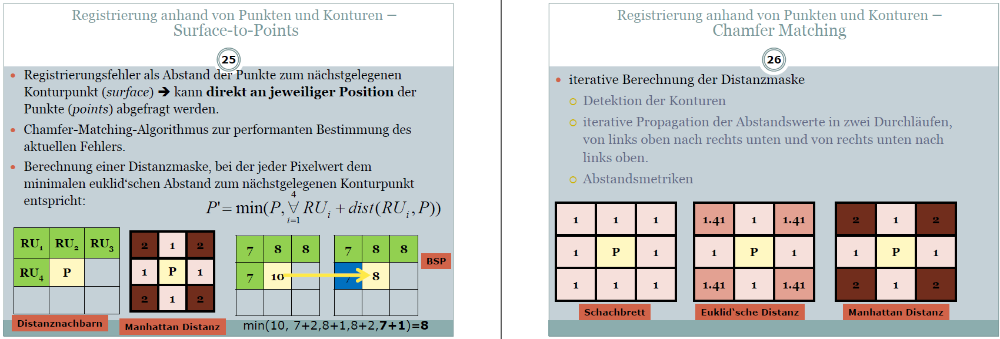 Registrierung anhand von Punkten und Konturen –
Surface-to-Points
25
• Registrierungsfehler als Abstand der Punkte zum nächstgelegenen
Konturpunkt (surface) ➔ kann direkt an jeweiliger Position der
Punkte (points) abgefragt werden.
• Chamfer-Matching-Algorithmus zur performanten Bestimmung des
aktuellen Fehlers.
• Berechnung einer Distanzmaske, bei der jeder Pixelwert dem
minimalen euklid‘schen Abstand zum nächstgelegenen Konturpunkt
entspricht:
P'= min(P, ∀ RUi + dist(RUi, P))
4
i=1
RU1 RU2 RU3
RU4 P
Distanznachbarn
2 1 2
1 P 1
2 1 2
Manhattan Distanz
7 8 8
7 10
7 8 8
7 8
BSP
min(10, 7+2,8+1,8+2,7+1)=8
Registrierung anhand von Punkten und Konturen –
Chamfer Matching
26
• iterative Berechnung der Distanzmaske
Detektion der Konturen
iterative Propagation der Abstandswerte in zwei Durchläufen,
von links oben nach rechts unten und von rechts unten nach
links oben.
Abstandsmetriken
1 1 1
1 P 1
1 1 1
Schachbrett
1.41 1 1.41
1 P 1
1.41 1 1.41
Euklid‘sche Distanz
2 1 2
1 P 1
2 1 2
Manhattan Distanz